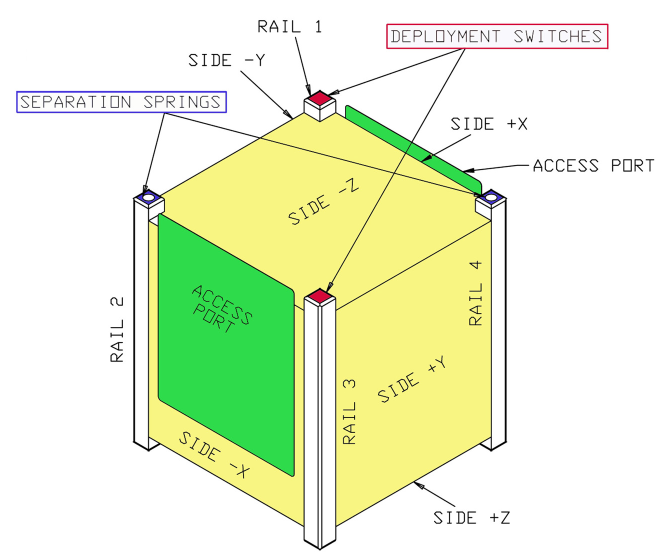 RAIL 1
DEPLOYMENT SWITCHES
SIDE -Y
SEPARATION SPRINGS
SIDE +X
ACCESS PORT
SIDE -Z
RAIL 4
ACCESS
PORT
RAIL 2
SIDE +Y
RAIL 3
SIDE -X
SIDE +Z